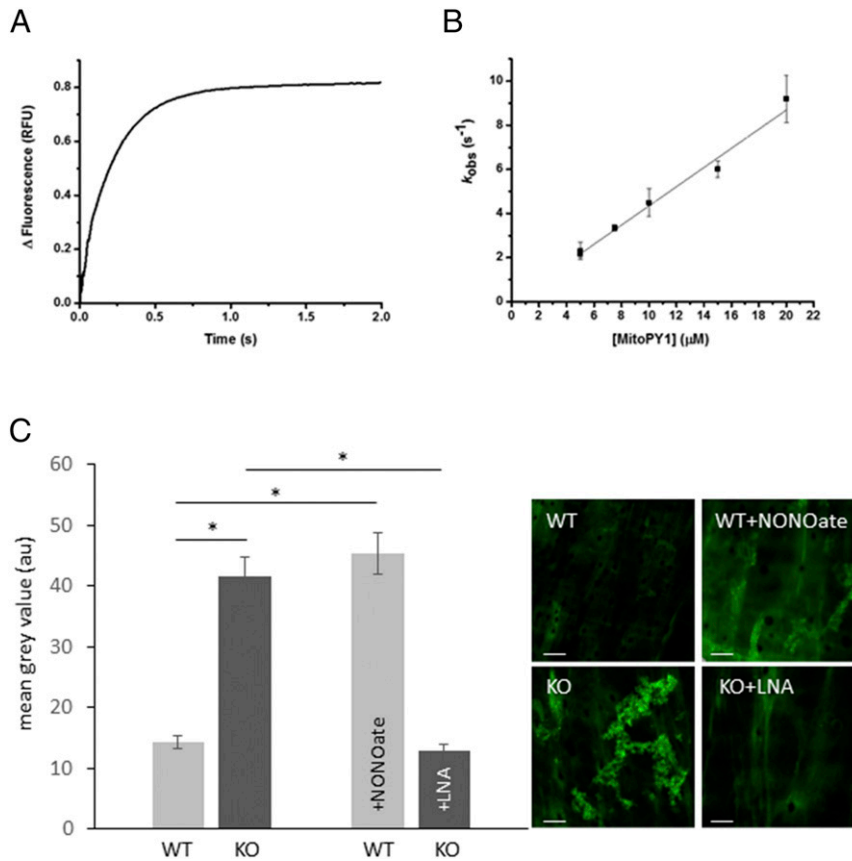 A
Δ Fluorescence (RFU)
0.8
0.6
0.4
0.2
0.0
0.0 0.5 1.0 1.5 2.0
Time (s)
B
kobs (s-1)
10
8
6
4
2
0
0 2 4 6 8 10 12 14 16 18 20 22
[MitoPY1] (μM)
C
mean grey value (au)
60
50
40
30
20
10
0
*
*
*
+NONOate
+LNA
WT KO WT KO
WT
WT+NONOate
KO
KO+LNA